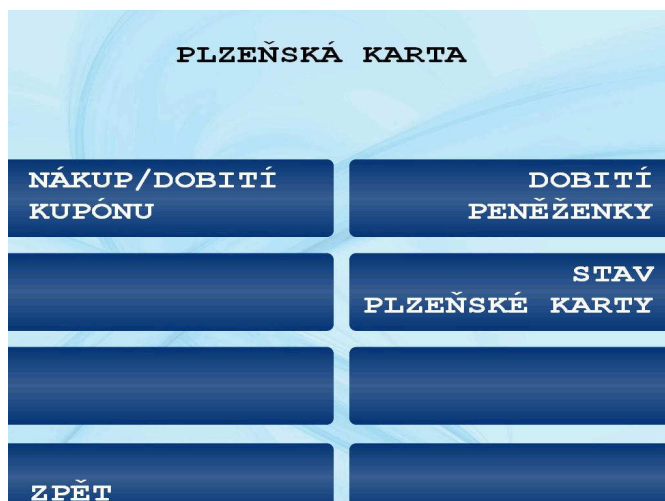 PLZEŇSKÁ KARTA
NÁKUP/DOBITÍ
KUPÓNU
DOBITÍ
PENĚŽENKY
STAV
PLZEŇSKÉ KARTY
ZPĚT